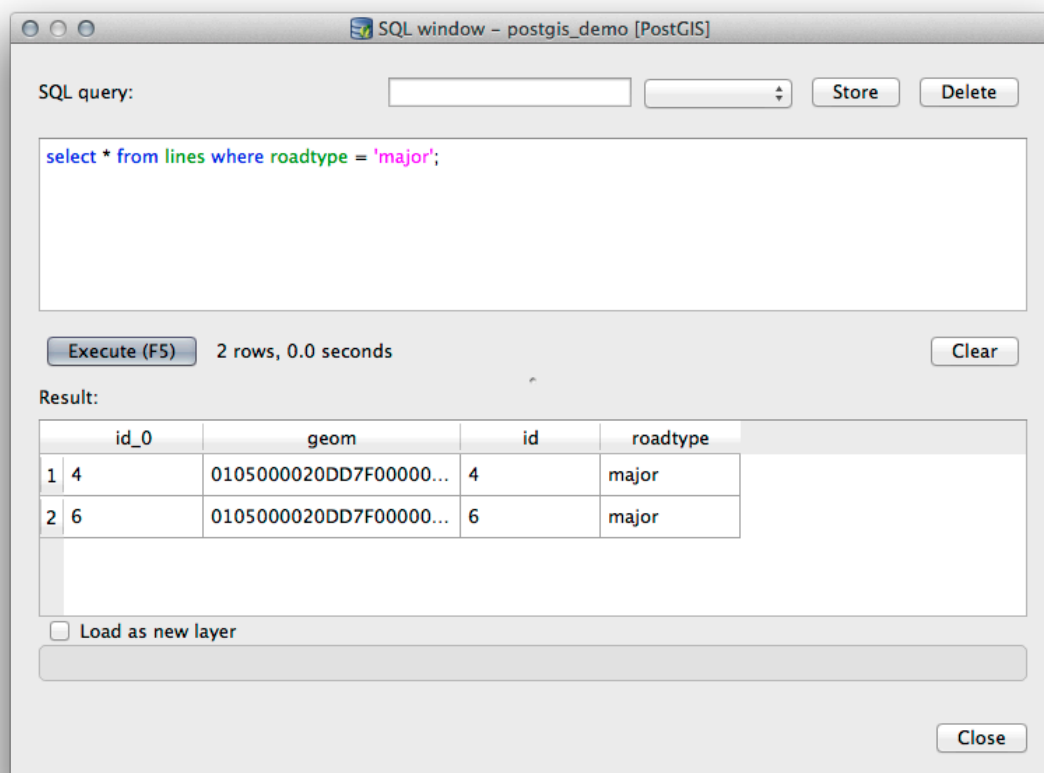 SQL window – postgis_demo [PostGIS]
SQL query: Store Delete
select * from lines where roadtype = 'major';
Execute (F5) 2 rows, 0.0 seconds Clear
Result:
id_0 geom id roadtype
1 4 0105000020DD7F00000... 4 major
2 6 0105000020DD7F00000... 6 major
Load as new layer
Close